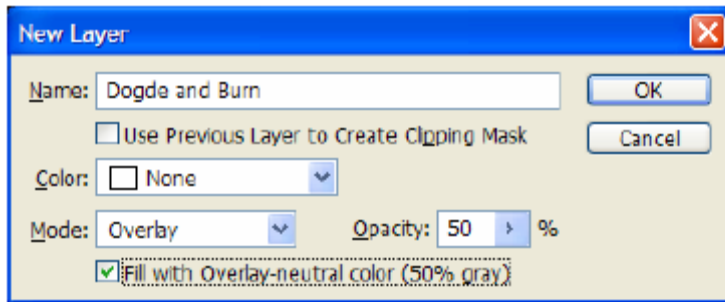 New Layer
Name: Dogde and Burn
OK
Use Previous Layer to Create Clipping Mask
Cancel
Color: None
Mode: Overlay Opacity: 50 %
Fill with Overlay-neutral color (50% gray)